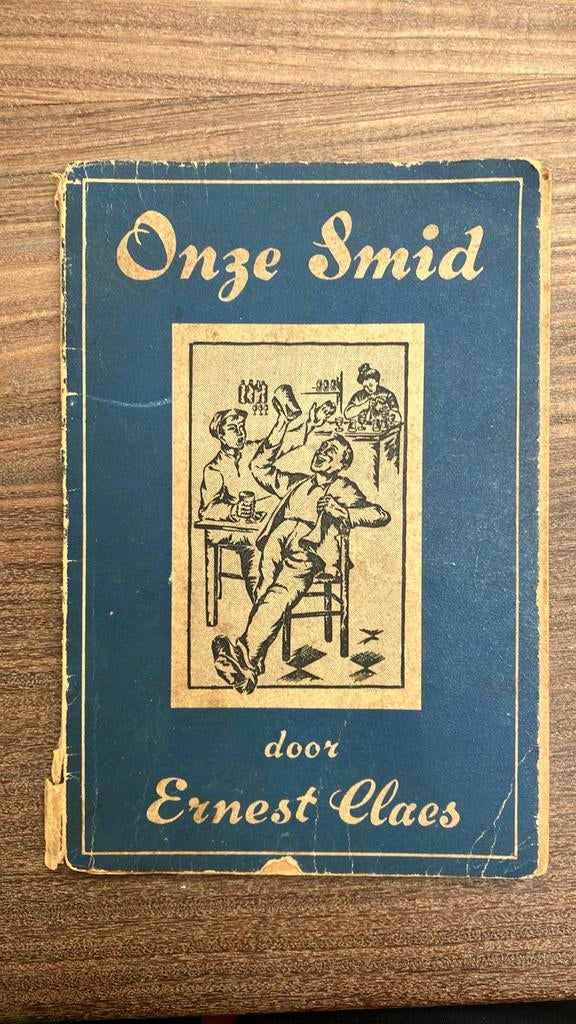 Onze Smid
door
Ernest Claes